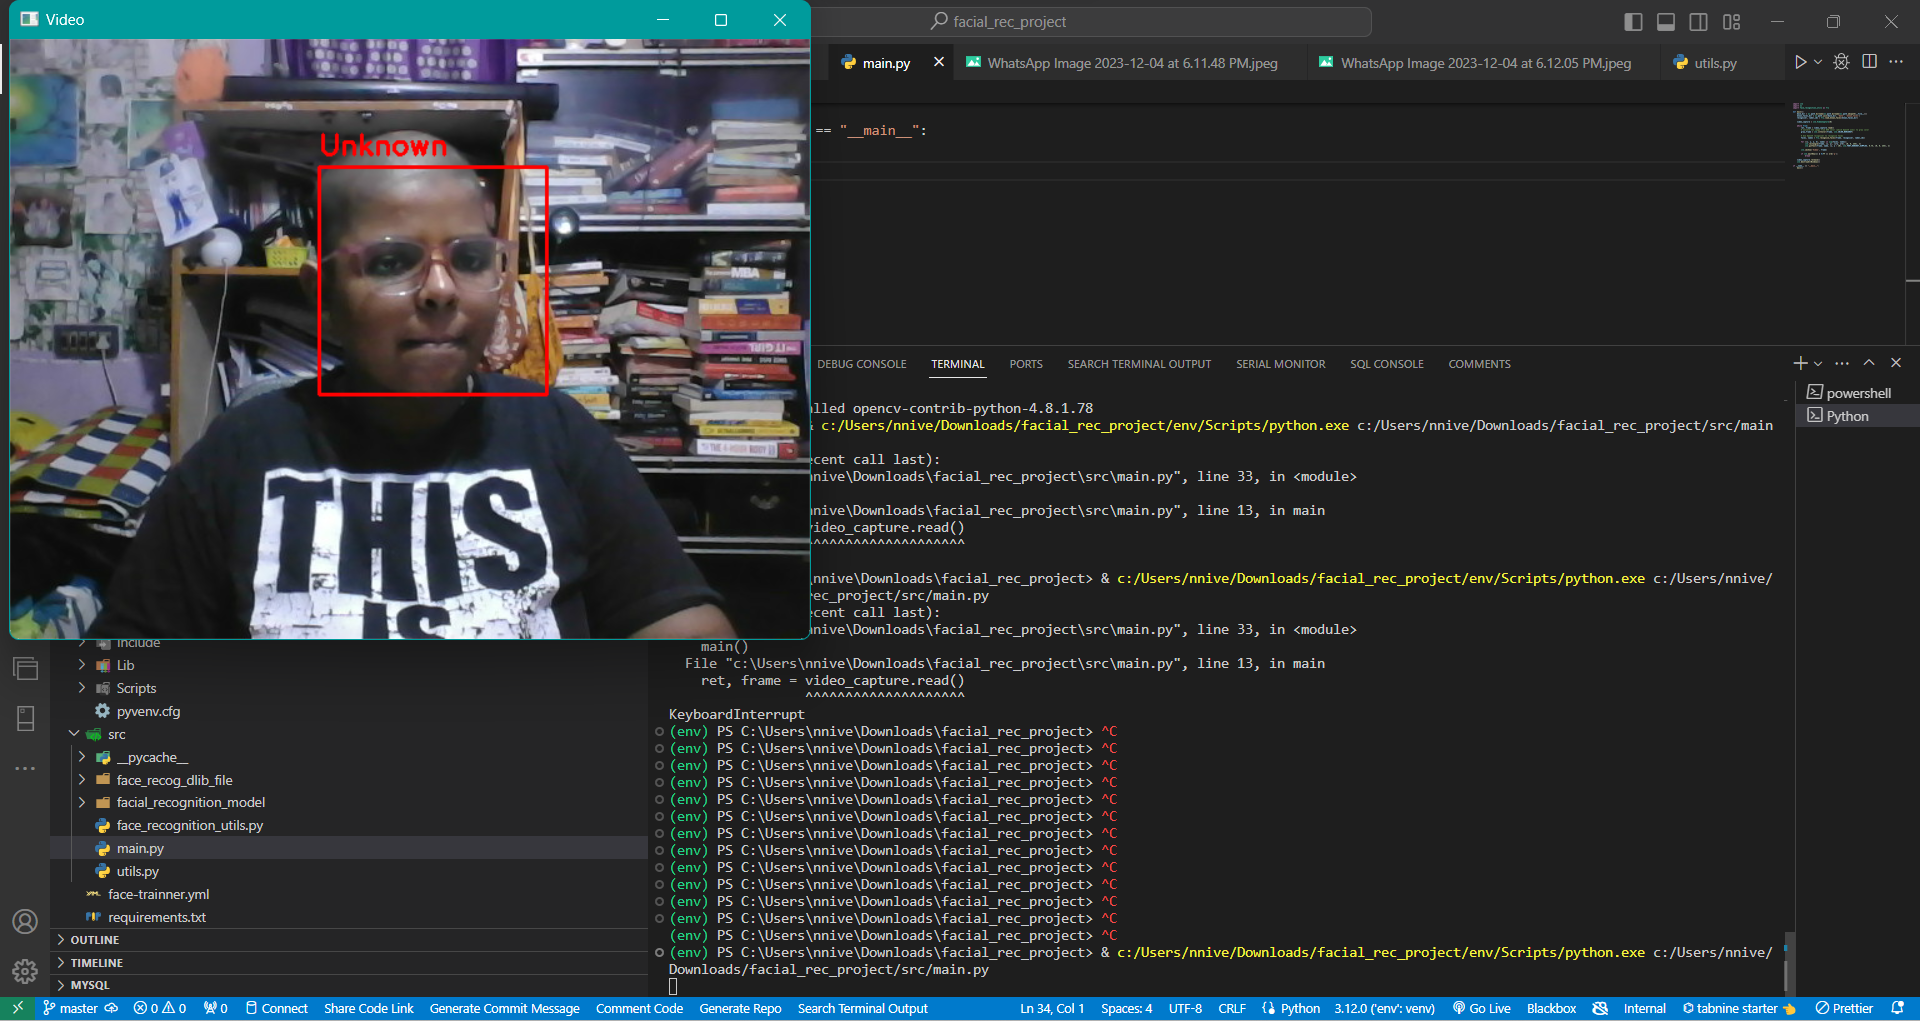 Video
facial_rec_project
main.py
WhatsApp Image 2023-12-04 at 6.11.48 PM.jpeg
WhatsApp Image 2023-12-04 at 6.12.05 PM.jpeg
utils.py
== "__main__":
Unknown
MBA
IT GIRL
THE 4-HOUR BODY
THIS
IS
DEBUG CONSOLE
TERMINAL
PORTS
SEARCH TERMINAL OUTPUT
SERIAL MONITOR
SQL CONSOLE
COMMENTS
powershell
Python
lled opencv-contrib-python-4.8.1.78
c:/Users/nnive/Downloads/facial_rec_project/env/Scripts/python.exe c:/Users/nnive/Downloads/facial_rec_project/src/main
ecent call last):
nnive\Downloads\facial_rec_project\src\main.py", line 33, in <module>
nnive\Downloads\facial_rec_project\src\main.py", line 13, in main
video_capture.read()
^^^^^^^^^^^^^^^^^^^^
nnive\Downloads\facial_rec_project> & c:/Users/nnive/Downloads/facial_rec_project/env/Scripts/python.exe c:/Users/nnive/
rec_project/src/main.py
ecent call last):
nnive\Downloads\facial_rec_project\src\main.py", line 33, in <module>
main()
File "c:\Users\nnive\Downloads\facial_rec_project\src\main.py", line 13, in main
ret, frame = video_capture.read()
^^^^^^^^^^^^^^^^^^^^
KeyboardInterrupt
(env) PS C:\Users\nnive\Downloads\facial_rec_project> ^C
(env) PS C:\Users\nnive\Downloads\facial_rec_project> ^C
(env) PS C:\Users\nnive\Downloads\facial_rec_project> ^C
(env) PS C:\Users\nnive\Downloads\facial_rec_project> ^C
(env) PS C:\Users\nnive\Downloads\facial_rec_project> ^C
(env) PS C:\Users\nnive\Downloads\facial_rec_project> ^C
(env) PS C:\Users\nnive\Downloads\facial_rec_project> ^C
(env) PS C:\Users\nnive\Downloads\facial_rec_project> ^C
(env) PS C:\Users\nnive\Downloads\facial_rec_project> ^C
(env) PS C:\Users\nnive\Downloads\facial_rec_project> ^C
(env) PS C:\Users\nnive\Downloads\facial_rec_project> ^C
(env) PS C:\Users\nnive\Downloads\facial_rec_project> ^C
(env) PS C:\Users\nnive\Downloads\facial_rec_project> ^C
(env) PS C:\Users\nnive\Downloads\facial_rec_project> & c:/Users/nnive/Downloads/facial_rec_project/env/Scripts/python.exe c:/Users/nnive/
Downloads/facial_rec_project/src/main.py
Include
Lib
Scripts
pyvenv.cfg
src
__pycache__
face_recog_dlib_file
facial_recognition_model
face_recognition_utils.py
main.py
utils.py
face-trainner.yml
requirements.txt
OUTLINE
TIMELINE
MYSQL
master
0
0
0
Connect
Share Code Link
Generate Commit Message
Comment Code
Generate Repo
Search Terminal Output
Ln 34, Col 1
Spaces: 4
UTF-8
CRLF
Python
3.12.0 ('env': venv)
Go Live
Blackbox
Internal
tabnine starter
Prettier